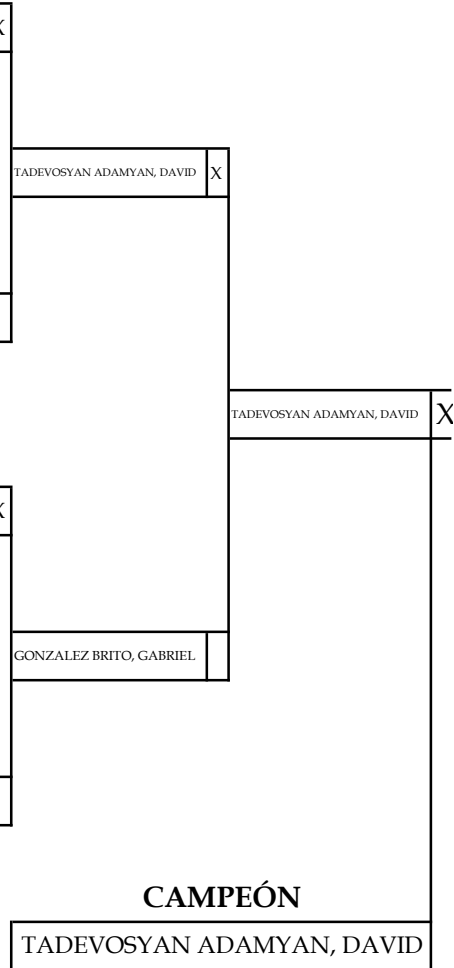 X
TADEVOSYAN ADAMYAN, DAVID X
TADEVOSYAN ADAMYAN, DAVID X
X
GONZALEZ BRITO, GABRIEL
CAMPEÓN
TADEVOSYAN ADAMYAN, DAVID